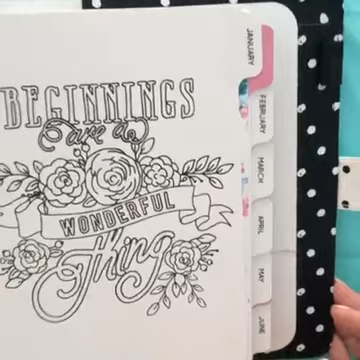 BEGINNINGS
are a
WONDERFUL
Thing
JANUARY
FEBRUARY
MARCH
APRIL
MAY
JUNE